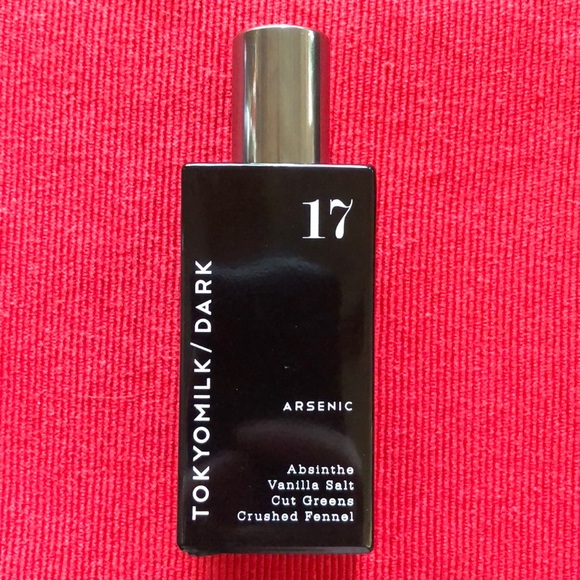 17
TOKYOMILK/DARK
ARSENIC
Absinthe
Vanilla Salt
Cut Greens
Crushed Fennel